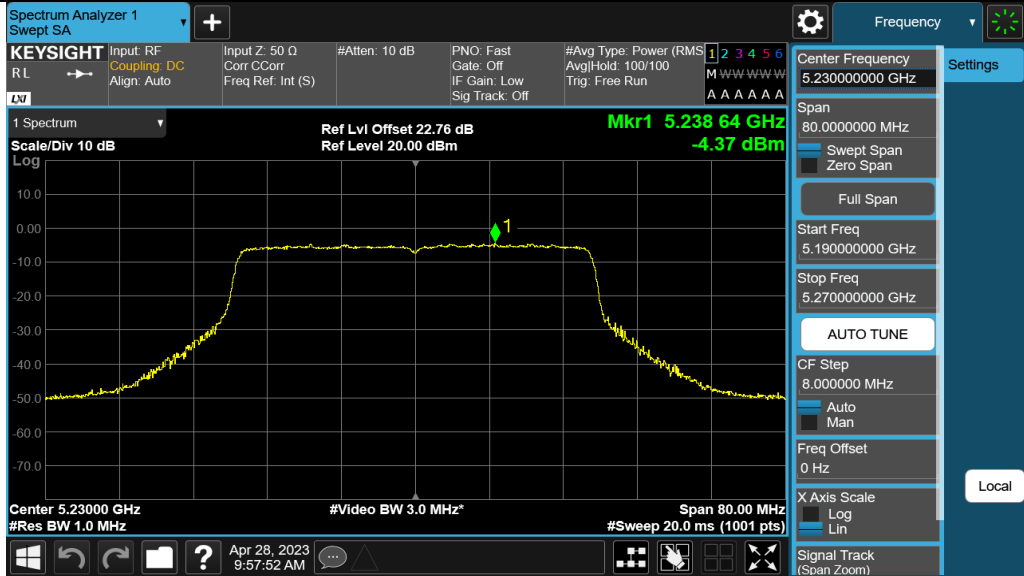 Spectrum Analyzer 1
Swept SA
+
Frequency
KEYSIGHT
R L
LXI
Input: RF
Coupling: DC
Align: Auto
Input Z: 50 Ω
Corr CCorr
Freq Ref: Int (S)
#Atten: 10 dB
PNO: Fast
Gate: Off
IF Gain: Low
Sig Track: Off
#Avg Type: Power (RMS
Avg|Hold: 100/100
Trig: Free Run
1 2 3 4 5 6
M W W W W W
A A A A A A
Center Frequency
5.230000000 GHz
Settings
Span
80.0000000 MHz
Swept Span
Zero Span
Full Span
Start Freq
5.190000000 GHz
Stop Freq
5.270000000 GHz
AUTO TUNE
CF Step
8.000000 MHz
Auto
Man
Freq Offset
0 Hz
X Axis Scale
Log
Lin
Signal Track
(Span Zoom)
Local
1 Spectrum
Scale/Div 10 dB
Ref Lvl Offset 22.76 dB
Ref Level 20.00 dBm
Mkr1 5.238 64 GHz
-4.37 dBm
Log
10.0
0.00
-10.0
-20.0
-30.0
-40.0
-50.0
-60.0
-70.0
1
Center 5.23000 GHz
#Video BW 3.0 MHz*
Span 80.00 MHz
#Res BW 1.0 MHz
#Sweep 20.0 ms (1001 pts)
?
Apr 28, 2023
9:57:52 AM